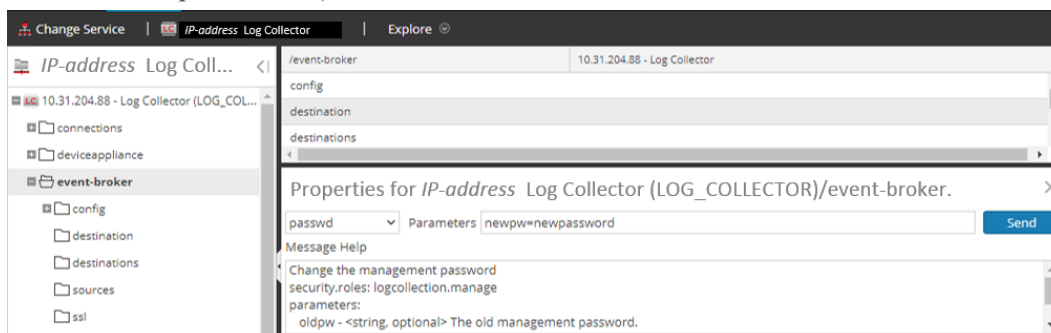 Change Service LC IP-address Log Collector Explore
IP-address Log Coll...
/event-broker 10.31.204.88 - Log Collector
config
destination
destinations
LC 10.31.204.88 - Log Collector (LOG_COL...
connections
deviceappliance
event-broker
config
destination
destinations
sources
ssl
Properties for IP-address Log Collector (LOG_COLLECTOR)/event-broker.
passwd Parameters newpw=newpassword Send
Message Help
Change the management password
security.roles: logcollection.manage
parameters:
oldpw - <string, optional> The old management password.